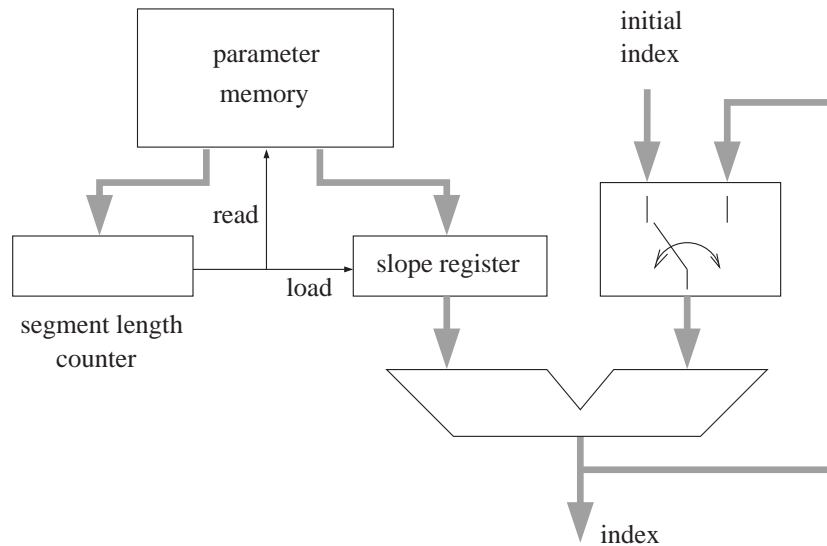 parameter
memory
initial
index
read
load
slope register
segment length
counter
index